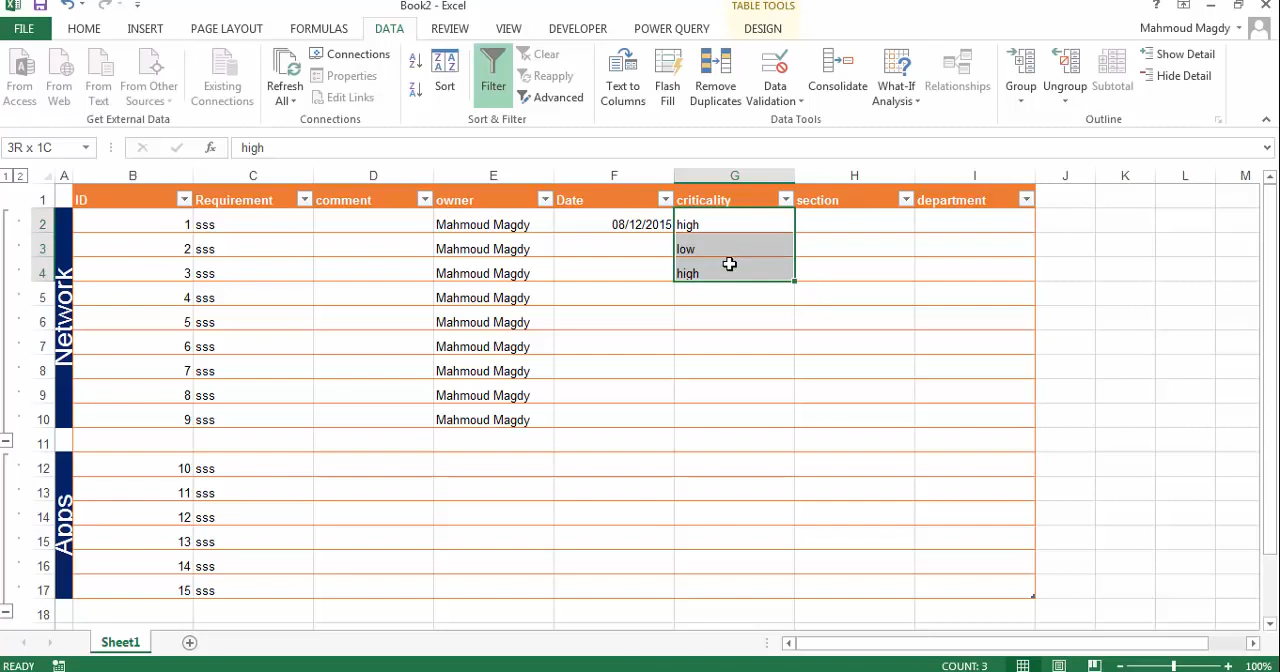 Book2 - Excel
TABLE TOOLS
?
FILE
HOME
INSERT
PAGE LAYOUT
FORMULAS
DATA
REVIEW
VIEW
DEVELOPER
POWER QUERY
DESIGN
Mahmoud Magdy
From Access
From Web
From Text
From Other Sources
Get External Data
Existing Connections
Refresh All
Connections
Properties
Edit Links
Connections
Sort
Filter
Clear
Reapply
Advanced
Sort & Filter
Text to Columns
Flash Fill
Remove Duplicates
Data Validation
Consolidate
What-If Analysis
Relationships
Data Tools
Group
Ungroup
Subtotal
Show Detail
Hide Detail
Outline
3R x 1C
fx
high
1 2
A B C D E F G H I J K L M
1 ID Requirement comment owner Date criticality section department
2 1 sss Mahmoud Magdy 08/12/2015 high
3 2 sss Mahmoud Magdy low
4 3 sss Mahmoud Magdy high
5 4 sss Mahmoud Magdy
6 5 sss Mahmoud Magdy
7 6 sss Mahmoud Magdy
8 7 sss Mahmoud Magdy
9 8 sss Mahmoud Magdy
10 9 sss Mahmoud Magdy
Network
11
12 10 sss
13 11 sss
14 12 sss
15 13 sss
16 14 sss
17 15 sss
Apps
18
Sheet1
READY
COUNT: 3
100%